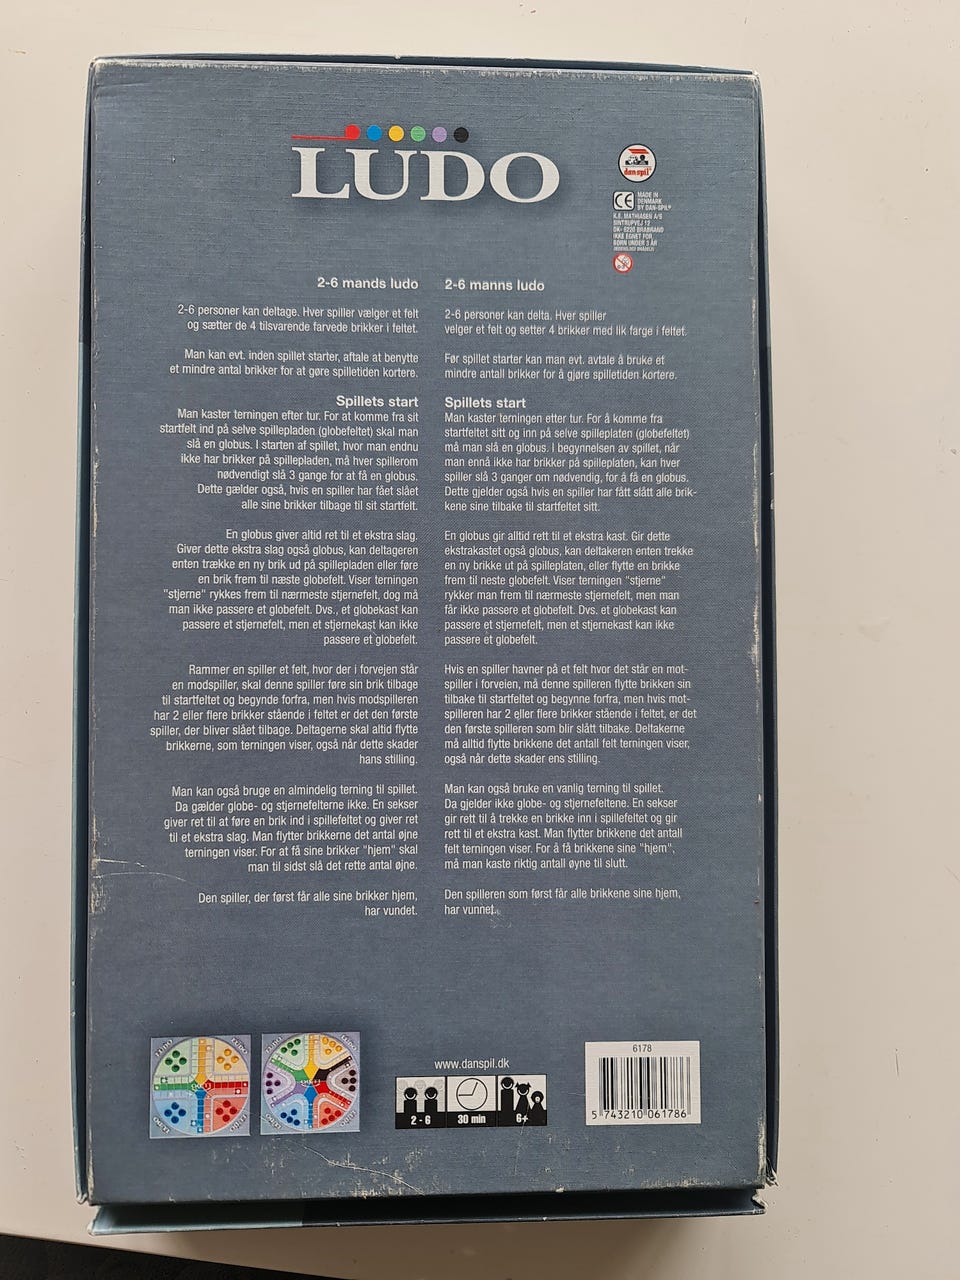 LUDO
dan spil
CE
MADE IN
DENMARK
BY DAN-SPIL®
K.E. MATHIASEN A/S
SINTRUPVEJ 12
DK- 8220 BRABRAND
IKKE EGNET FOR
BØRN UNDER 3 ÅR
2-6 mands ludo
2-6 personer kan deltage. Hver spiller vælger et felt
og sætter de 4 tilsvarende farvede brikker i feltet.
Man kan evt. inden spillet starter, aftale at benytte
et mindre antal brikker for at gøre spilletiden kortere.
Spillets start
Man kaster terningen efter tur. For at komme fra sit
startfelt ind på selve spillepladen (globefeltet) skal man
slå en globus. I starten af spillet, hvor man endnu
ikke har brikker på spillepladen, må hver spillerom
nødvendigt slå 3 gange for at få en globus.
Dette gælder også, hvis en spiller har fået slået
alle sine brikker tilbage til sit startfelt.
En globus giver altid ret til et ekstra slag.
Giver dette ekstra slag også globus, kan deltageren
enten trække en ny brik ud på spillepladen eller føre
en brik frem til næste globefelt. Viser terningen
"stjerne" rykkes frem til nærmeste stjernefelt, dog må
man ikke passere et globefelt. Dvs., et globekast kan
passere et stjernefelt, men et stjernekast kan ikke
passere et globefelt.
Rammer en spiller et felt, hvor der i forvejen står
en modspiller, skal denne spiller føre sin brik tilbage
til startfeltet og begynde forfra, men hvis modspilleren
har 2 eller flere brikker stående i feltet er det den første
spiller, der bliver slået tilbage. Deltagerne skal altid flytte
brikkerne, som terningen viser, også når dette skader
hans stilling.
Man kan også bruge en almindelig terning til spillet.
Da gælder globe- og stjernefelterne ikke. En sekser
giver ret til at føre en brik ind i spillefeltet og giver ret
til et ekstra slag. Man flytter brikkerne det antal øjne
terningen viser. For at få sine brikker "hjem" skal
man til sidst slå det rette antal øjne.
Den spiller, der først får alle sine brikker hjem,
har vundet.
2-6 manns ludo
2-6 personer kan delta. Hver spiller
velger et felt og setter 4 brikker med lik farge i feltet.
Før spillet starter kan man evt. avtale å bruke et
mindre antall brikker for å gjøre spilletiden kortere.
Spillets start
Man kaster terningen etter tur. For å komme fra
startfeltet sitt og inn på selve spilleplaten (globefeltet)
må man slå en globus. I begynnelsen av spillet, når
man ennå ikke har brikker på spilleplaten, kan hver
spiller slå 3 ganger om nødvendig, for å få en globus.
Dette gjelder også hvis en spiller har fått slått alle brik-
kene sine tilbake til startfeltet sitt.
En globus gir alltid rett til et ekstra kast. Gir dette
ekstrakastet også globus, kan deltakeren enten trekke
en ny brikke ut på spilleplaten, eller flytte en brikke
frem til neste globefelt. Viser terningen "stjerne"
rykker man frem til nærmeste stjernefelt, men man
får ikke passere et globefelt. Dvs. et globekast kan
passere et stjernefelt, men et stjernekast kan ikke
passere et globefelt.
Hvis en spiller havner på et felt hvor det står en mot-
spiller i forveien, må denne spilleren flytte brikken sin
tilbake til startfeltet og begynne forfra, men hvis mot-
spilleren har 2 eller flere brikker stående i feltet, er det
den første spilleren som blir slått tilbake. Deltakerne
må alltid flytte brikkene det antall felt terningen viser,
også når dette skader ens stilling.
Man kan også bruke en vanlig terning til spillet.
Da gjelder ikke globe- og stjernefeltene. En sekser
gir rett til å trekke en brikke inn i spillefeltet og gir
rett til et ekstra kast. Man flytter brikkene det antall
felt terningen viser. For å få brikkene sine "hjem",
må man kaste riktig antall øyne til slutt.
Den spilleren som først får alle brikkene sine hjem,
har vunnet.
www.danspil.dk
2 - 6
30 min
6+
6178
5 743210 061786